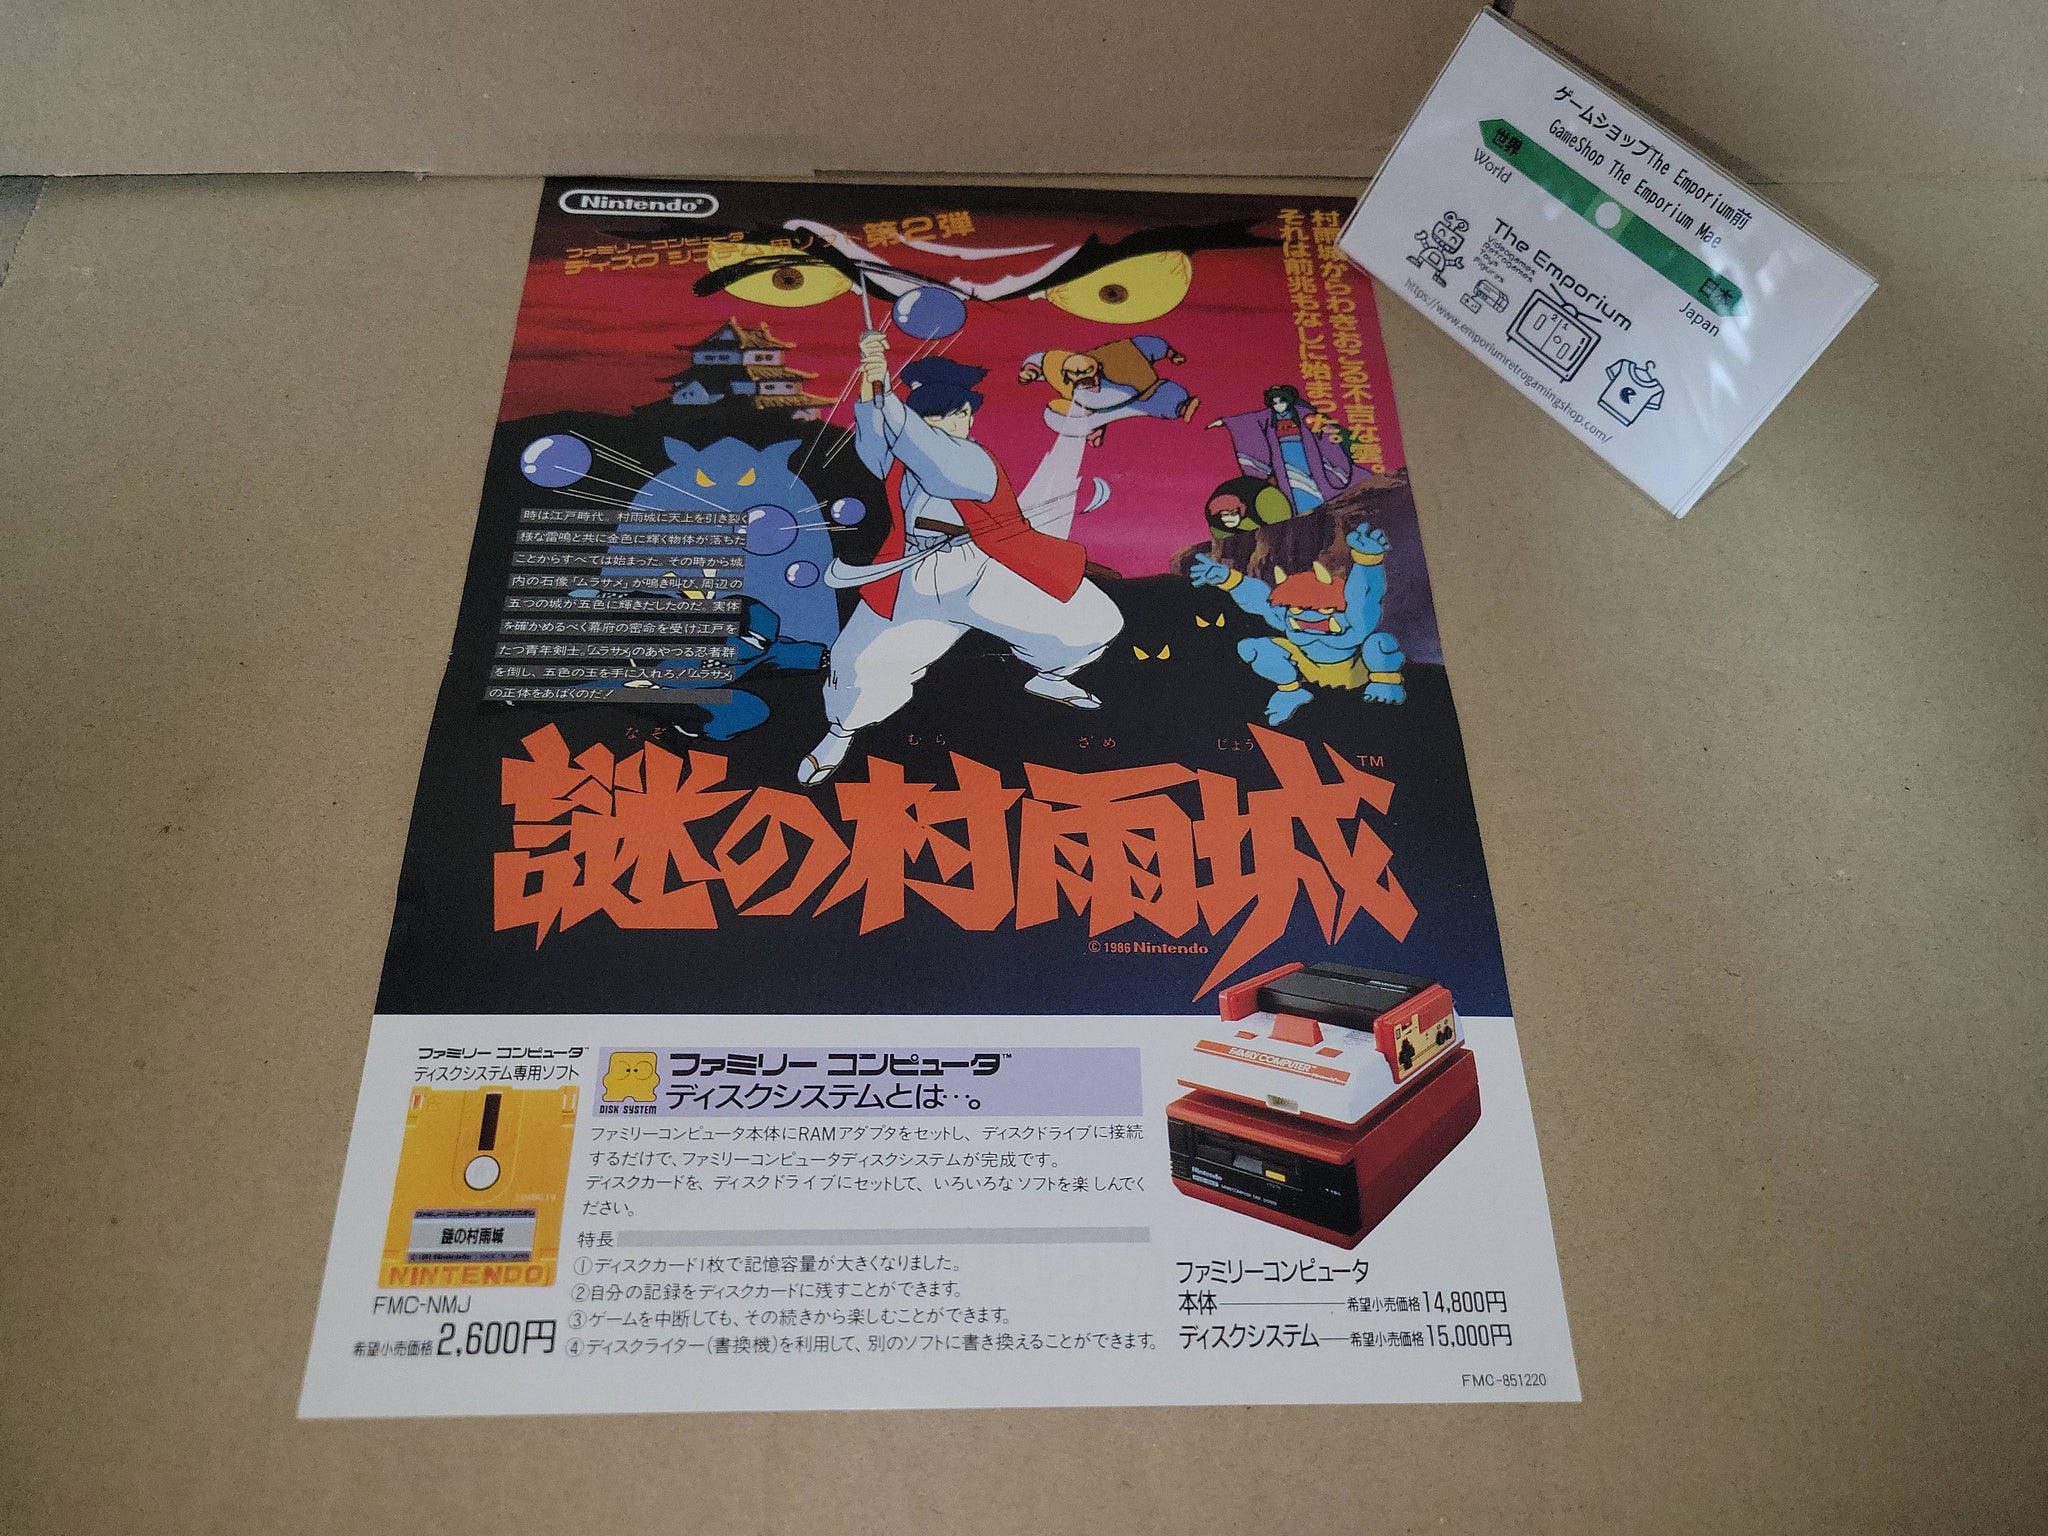 Nintendo®
ファミリー コンピュータ
ディスク システム用ソフト 第2弾
村雨城からわきおこる不吉な雲。
それは前兆もなしに始まった。
時は江戸時代。村雨城に天上を引き裂く
様な雷鳴と共に金色に輝く物体が落ちた
ことからすべては始まった。その時から城
内の石像「ムラサメ」が鳴き叫び、周辺の
五つの城が五色に輝きだしたのだ。実体
を確かめるべく幕府の密命を受け江戸を
たつ青年剣士。「ムラサメ」のあやつる忍者群
を倒し、五色の玉を手に入れろ!「ムラサメ」
の正体をあばくのだ!
なぞ むらさめじょう
謎の村雨城™
©1986 Nintendo
ファミリー コンピュータ™
ディスクシステム専用ソフト
謎の村雨城
NINTENDO
FMC-NMJ
希望小売価格2,600円
DISK SYSTEM
ファミリー コンピュータ™
ディスクシステムとは…。
ファミリーコンピュータ本体にRAMアダプタをセットし、ディスクドライブに接続
するだけで、ファミリーコンピュータディスクシステムが完成です。
ディスクカードを、ディスクドライブにセットして、いろいろなソフトを楽しんでく
ださい。
特長
①ディスクカード1枚で記憶容量が大きくなりました。
②自分の記録をディスクカードに残すことができます。
③ゲームを中断しても、その続きから楽しむことができます。
④ディスクライター(書換機)を利用して、別のソフトに書き換えることができます。
FAMILY COMPUTER™
Nintendo
ファミリーコンピュータ
本体――希望小売価格14,800円
ディスクシステム――希望小売価格15,000円
FMC-851220
ゲームショップThe Emporium前
GameShop The Emporium Mae
世界
World
日本
Japan
The Emporium
Videogames
Retrogames
Toys
Figures
https://www.emporiumretrogamingshop.com/